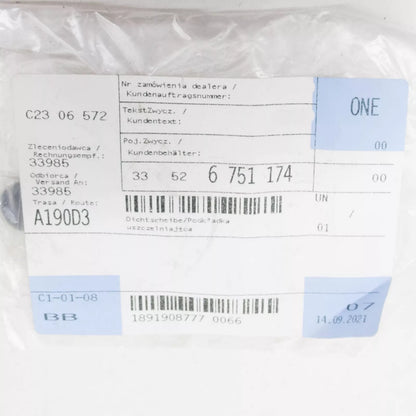 Nr zamówienia dealera /
Kundenauftragsnummer:
C23 06 572
TekstZwycz. /
Kundentext:
ONE
00
Zleceniodawca /
Rechnungsempf.:
33985
Poj.Zwycz. /
Kundenbehälter:
Odbiorca /
Versand An:
33985
33 52 6 751 174
00
Trasa / Route:
A190D3
UN
/
01
Dichtscheibe/Podkładka
uszczelniająca
C1-01-08
BB
1891908777 0066
07
14.09.2021